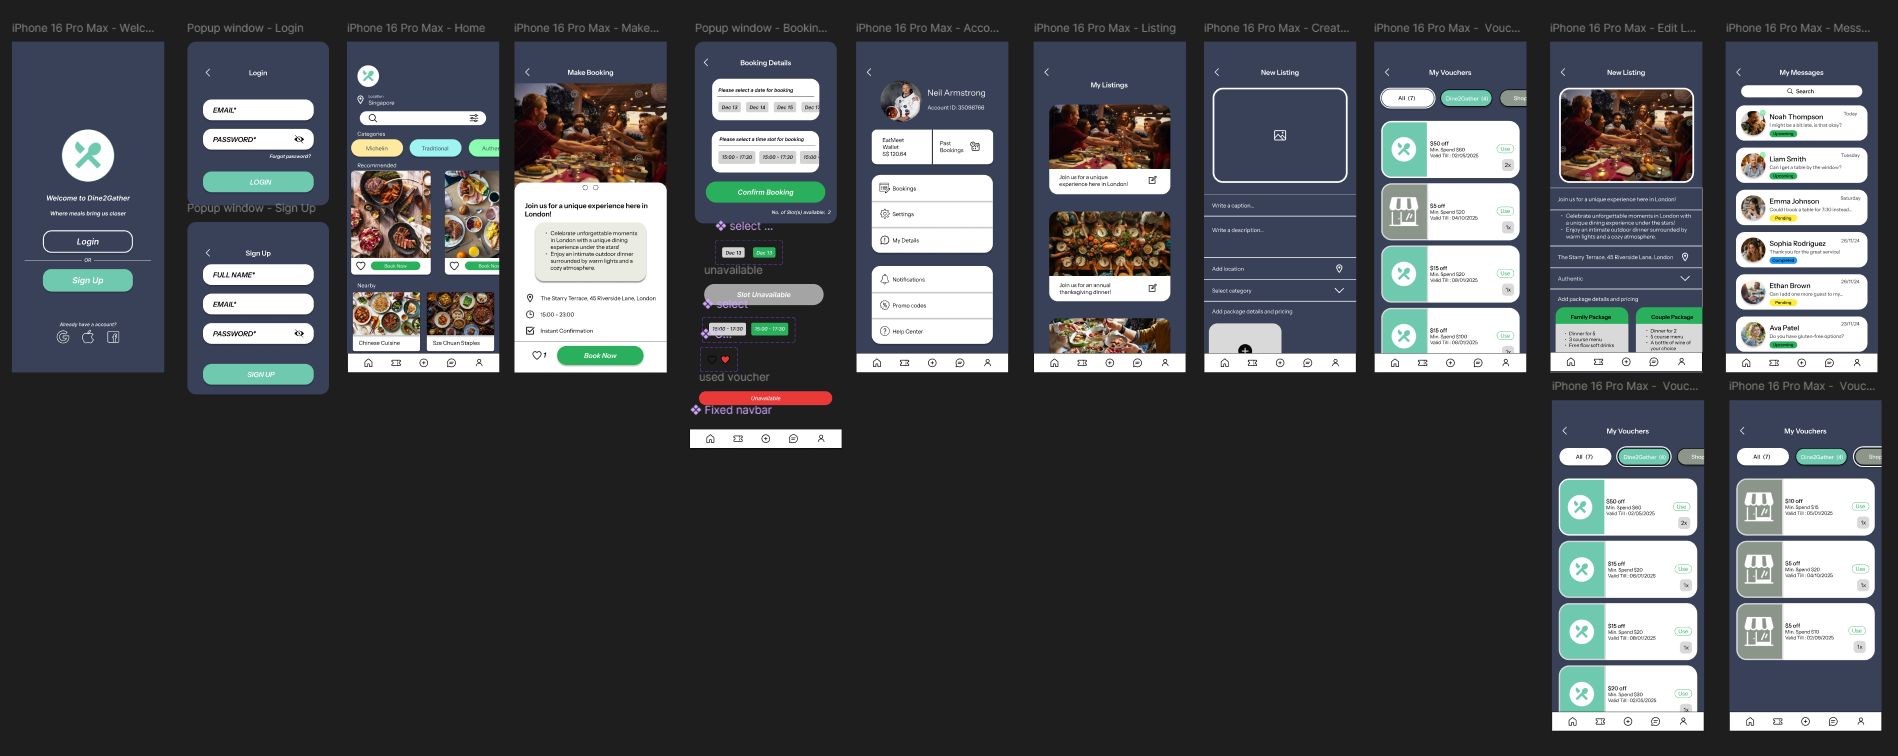 iPhone 16 Pro Max - Welc...
Welcome to Dine2Gather
Where meals bring us closer
Login
OR
Sign Up
Already have a account?
Popup window - Login
Login
EMAIL*
PASSWORD*
Forgot password?
LOGIN
Popup window - Sign Up
Sign Up
FULL NAME*
EMAIL*
PASSWORD*
SIGN UP
iPhone 16 Pro Max - Home
Location
Singapore
Categories
Michelin
Traditional
Authen
Recommended
Book Now
Book Now
Nearby
Chinese Cuisine
Sze Chuan Staples
iPhone 16 Pro Max - Make...
Make Booking
Join us for a unique experience here in
London!
• Celebrate unforgettable moments
in London with a unique dining
experience under the stars!
• Enjoy an intimate outdoor dinner
surrounded by warm lights and a
cozy atmosphere.
The Starry Terrace. 45 Riverside Lane, London
15:00 - 23:00
Instant Confirmation
1
Book Now
Popup window - Bookin...
Booking Details
Please select a date for booking
Dec 13
Dec 14
Dec 15
Dec 17
Please select a time slot for booking
15:00 - 17:30
15:00 - 17:30
15:00 -
Confirm Booking
No. of Slot(s) available: 2
select ...
Dec 13
Dec 13
unavailable
Slot Unavailable
select
15:00 - 17:30
15:00 - 17:30
used voucher
Unavailable
Fixed navbar
iPhone 16 Pro Max - Acco...
Neil Armstrong
Account ID: 35098766
EatMeet
Wallet
S$ 120.64
Past
Bookings
Bookings
Settings
My Details
Notifications
Promo codes
Help Center
iPhone 16 Pro Max - Listing
My Listings
Join us for a unique
experience here in London!
Join us for an annual
thanksgiving dinner!
iPhone 16 Pro Max - Creat...
New Listing
Write a caption...
Write a description...
Add location
Select category
Add package details and pricing
iPhone 16 Pro Max - Vouc...
My Vouchers
All (7)
Dine2Gather (4)
Shop
$50 off
Min. Spend $60
Valid Till : 02/05/2025
Use
2x
$5 off
Min. Spend $20
Valid Till : 04/10/2025
Use
1x
$15 off
Min. Spend $20
Valid Till : 06/01/2025
Use
1x
$15 off
Min. Spend $100
Valid Till : 08/01/2025
Use
1x
iPhone 16 Pro Max - Edit L...
New Listing
Join us for a unique experience here in London!
• Celebrate unforgettable moments in London with
a unique dining experience under the stars!
• Enjoy an intimate outdoor dinner surrounded by
warm lights and a cozy atmosphere.
The Starry Terrace, 45 Riverside Lane, London
Authentic
Add package details and pricing
Family Package
• Dinner for 5
• 3 course menu
• Free flow soft drinks
Couple Package
• Dinner for 2
• 5 course menu
• A bottle of wine of
your choice
iPhone 16 Pro Max - Mess...
My Messages
Search
Noah Thompson
Today
I might be a bit late, is that okay?
Upcoming
Liam Smith
Tuesday
Can I get a table by the window?
Upcoming
Emma Johnson
Saturday
Could I book a table for 7:30 instead...
Pending
Sophia Rodriguez
26/11/24
Thank you for the great service!
Completed
Ethan Brown
26/11/24
Can I add one more guest to my...
Pending
Ava Patel
23/11/24
Do you have gluten-free options?
Upcoming
iPhone 16 Pro Max - Vouc...
My Vouchers
All (7)
Dine2Gather (4)
Shop
$50 off
Min. Spend $60
Valid Till : 02/05/2025
Use
2x
$15 off
Min. Spend $20
Valid Till : 06/01/2025
Use
1x
$15 off
Min. Spend $20
Valid Till : 08/01/2025
Use
1x
$20 off
Min. Spend $30
Valid Till : 02/05/2025
Use
1x
iPhone 16 Pro Max - Vouc...
My Vouchers
All (7)
Dine2Gather (4)
Shop
$10 off
Min. Spend $15
Valid Till : 05/01/2025
Use
1x
$5 off
Min. Spend $20
Valid Till : 04/10/2025
Use
1x
$5 off
Min. Spend $10
Valid Till : 02/09/2025
Use
1x